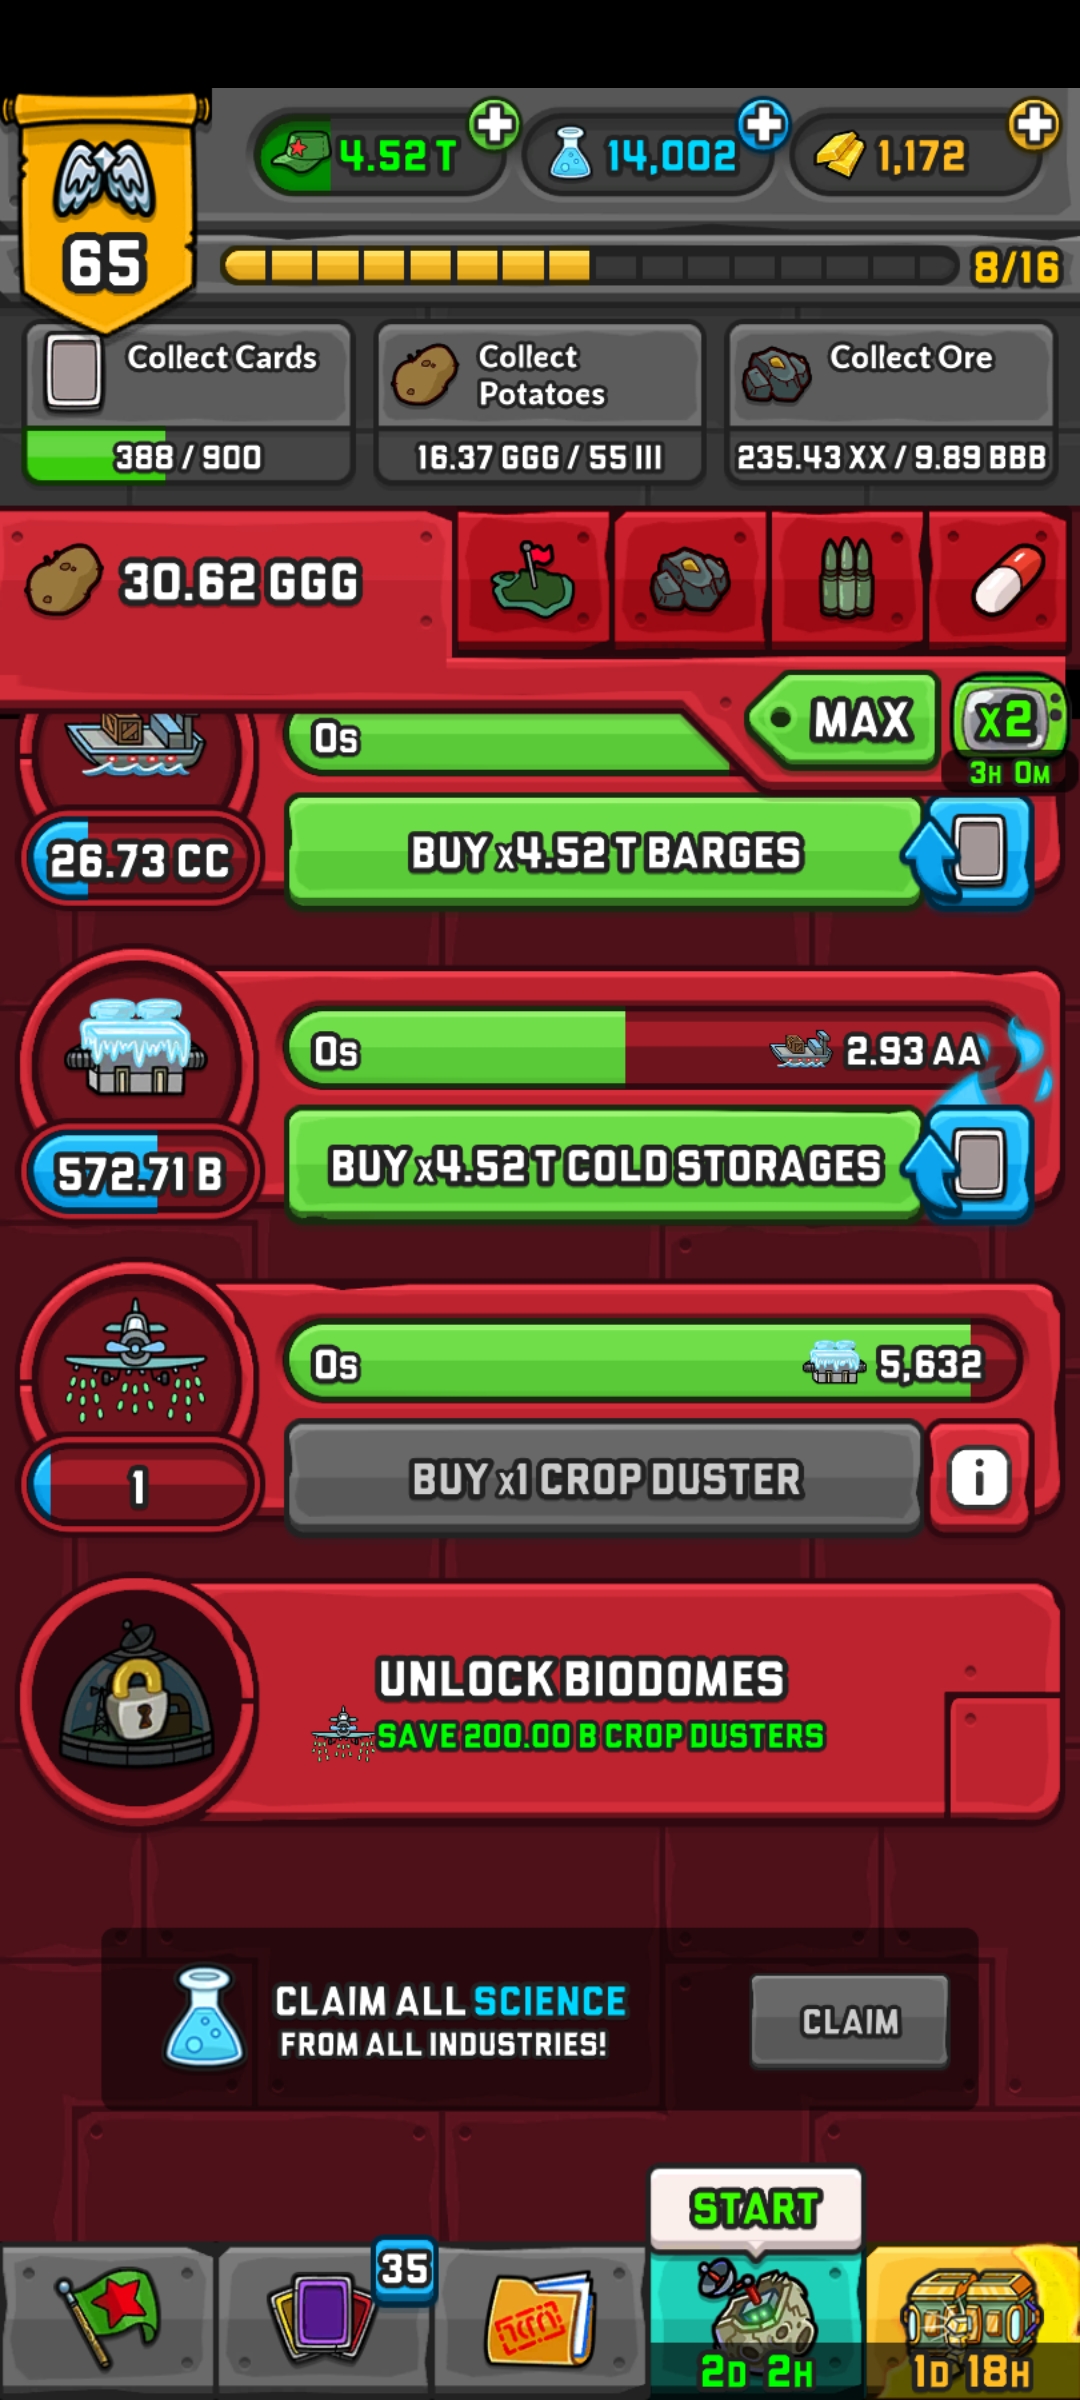 65
4.52 T
14,002
1,172
8/16
Collect Cards
388 / 900
Collect
Potatoes
16.37 GGG / 55 III
Collect Ore
235.43 XX / 9.89 BBB
30.62 GGG
MAX
x2
3H 0M
0s
26.73 CC
BUY x4.52 T BARGES
0s
2.93 AA
572.71 B
BUY x4.52 T COLD STORAGES
0s
5,632
1
BUY x1 CROP DUSTER
i
UNLOCK BIODOMES
SAVE 200.00 B CROP DUSTERS
CLAIM ALL SCIENCE
FROM ALL INDUSTRIES!
CLAIM
START
35
2D 2H
1D 18H